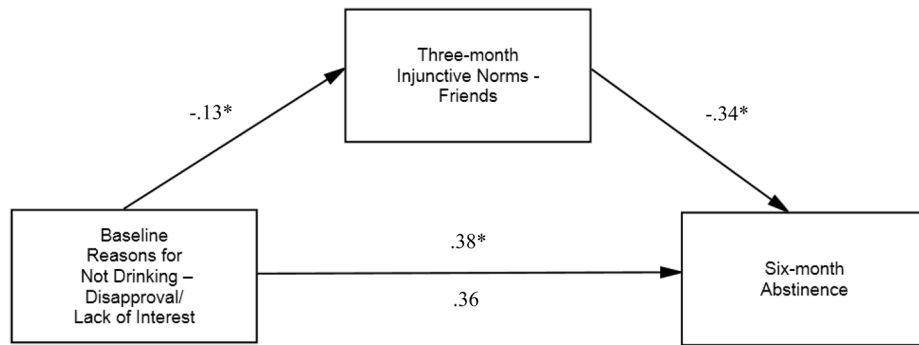 Three-month
Injunctive Norms -
Friends
-.13*
-.34*
Baseline
Reasons for
Not Drinking –
Disapproval/
Lack of Interest
.38*
.36
Six-month
Abstinence